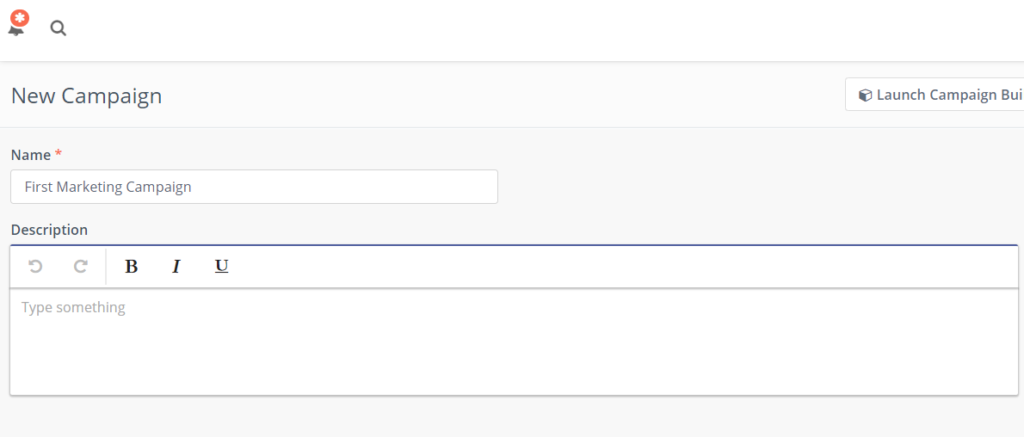 New Campaign
Launch Campaign Bui
Name *
First Marketing Campaign
Description
B I U
Type something